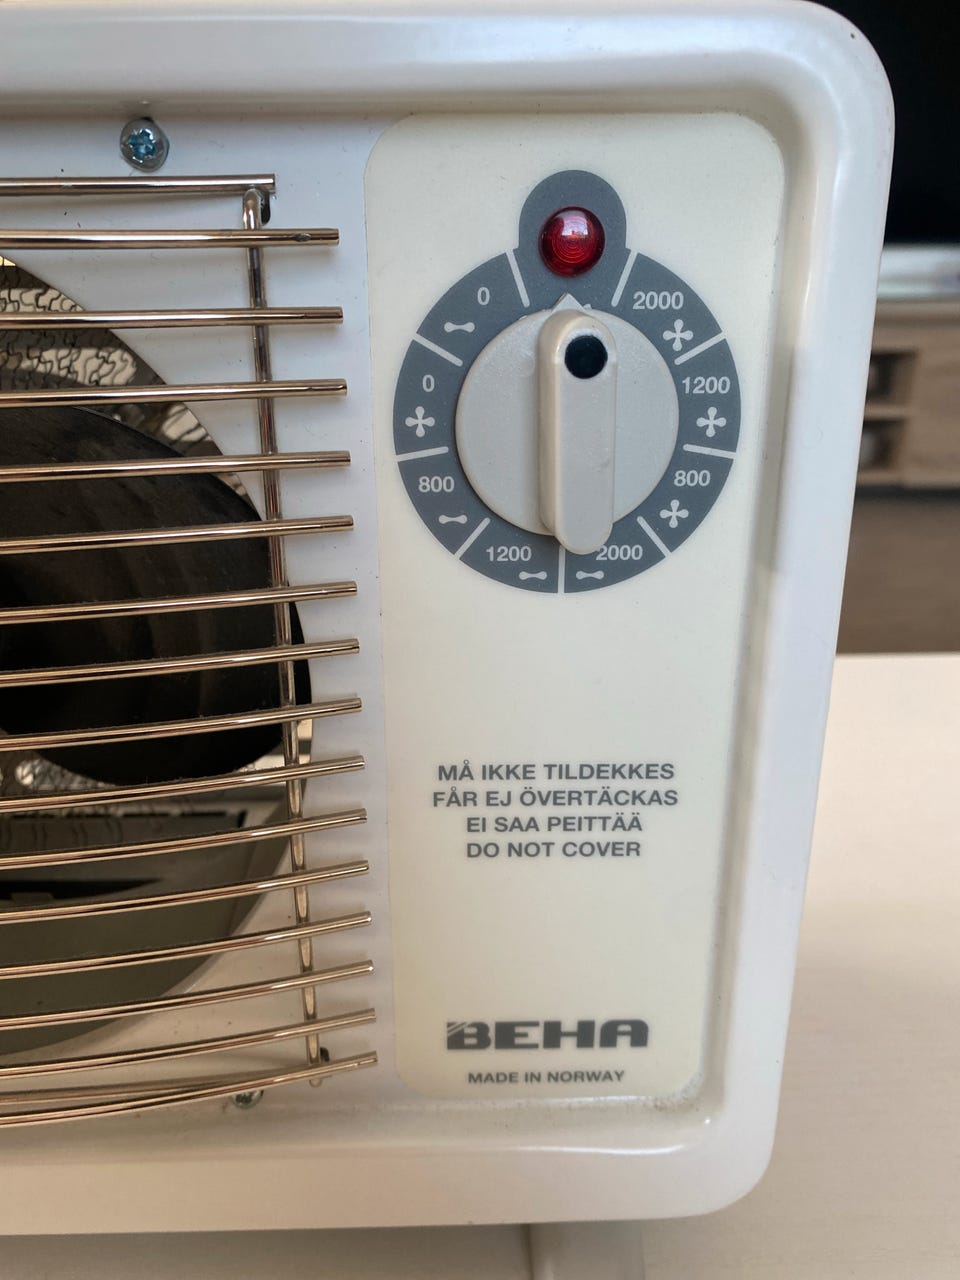 0
2000
0
1200
800
800
1200
2000
MÅ IKKE TILDEKKES
FÅR EJ ÖVERTÄCKAS
EI SAA PEITTÄÄ
DO NOT COVER
BEHA
MADE IN NORWAY